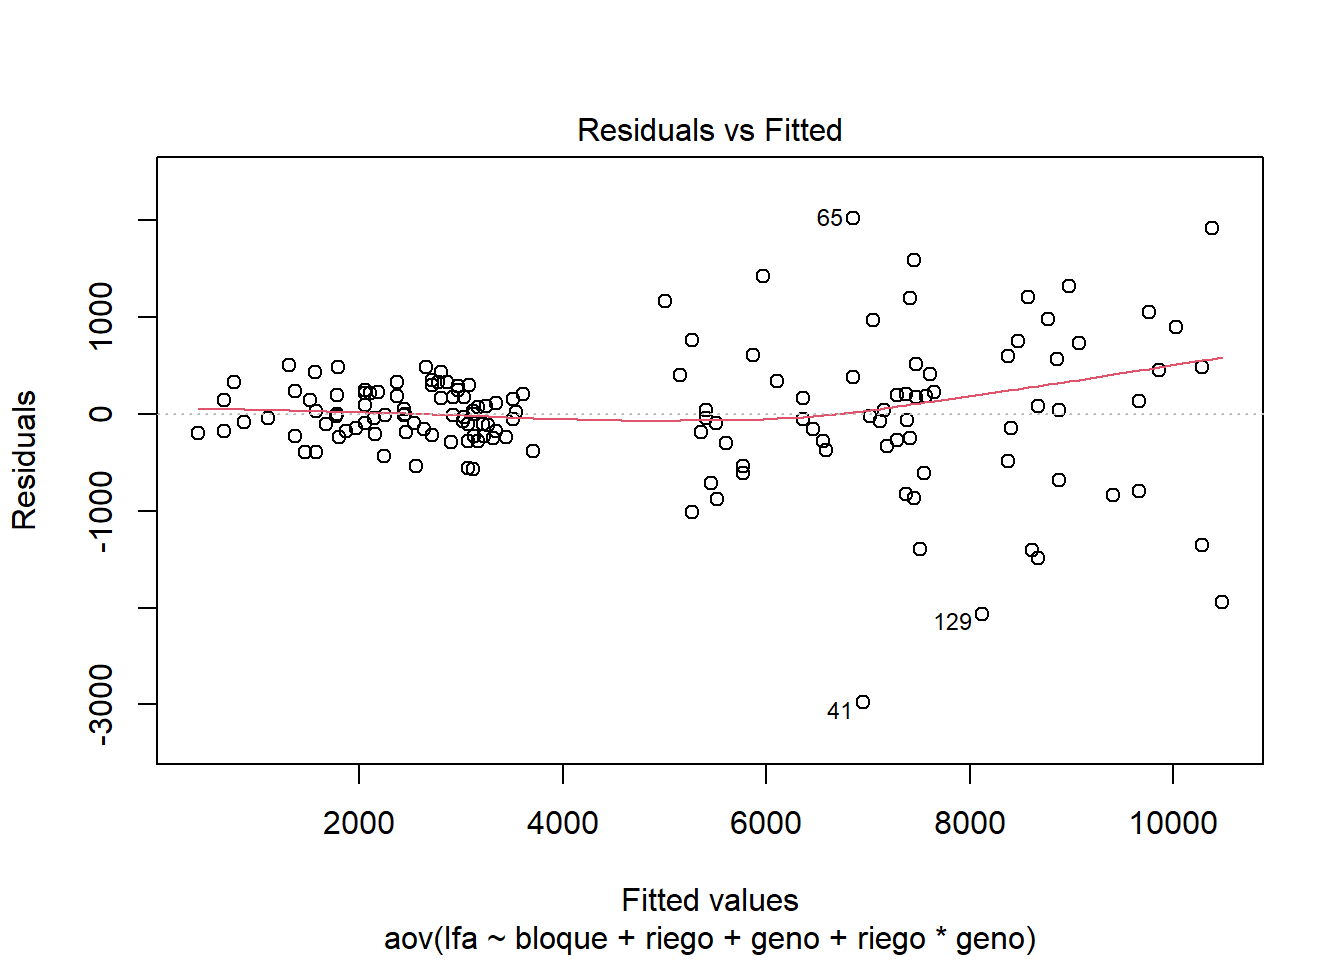 Residuals vs Fitted
Residuals
1000
0
-1000
-3000
65
129
41
2000 4000 6000 8000 10000
Fitted values
aov(lfa ~ bloque + riego + geno + riego * geno)